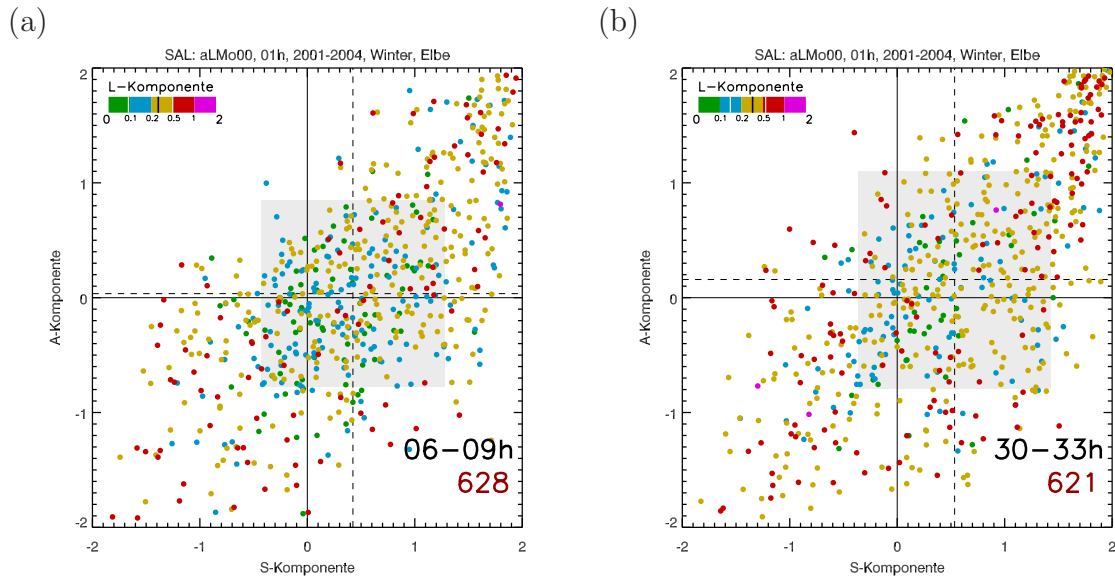 (a)
SAL: aLMo00, 01h, 2001-2004, Winter, Elbe
L-Komponente
0 0.1 0.2 0.5 1 2
A-Komponente
2
1
0
-1
-2
06-09h
628
-2 -1 0 1 2
S-Komponente
(b)
SAL: aLMo00, 01h, 2001-2004, Winter, Elbe
L-Komponente
0 0.1 0.2 0.5 1 2
A-Komponente
2
1
0
-1
-2
30-33h
621
-2 -1 0 1 2
S-Komponente